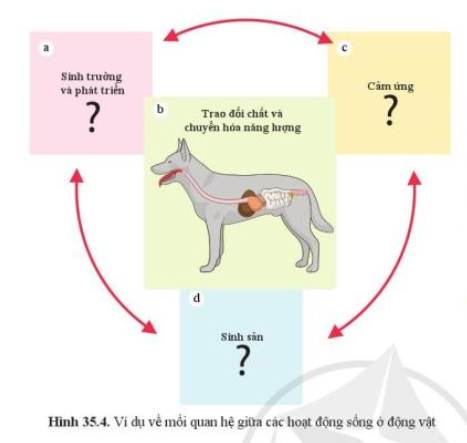 a
Sinh trưởng
và phát triển
?
c
Cảm ứng
?
b
Trao đổi chất và
chuyển hóa năng lượng
d
Sinh sản
?
Hình 35.4. Ví dụ về mối quan hệ giữa các hoạt động sống ở động vật